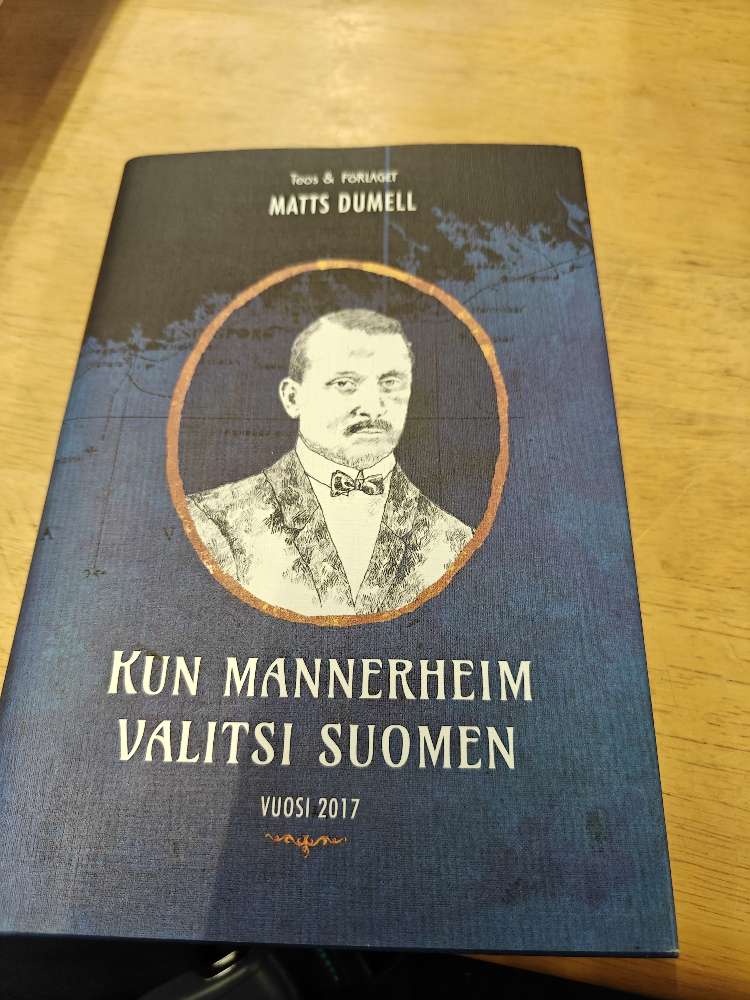 Teos & FÖRLAGET
MATTS DUMELL
KUN MANNERHEIM
VALITSI SUOMEN
VUOSI 2017